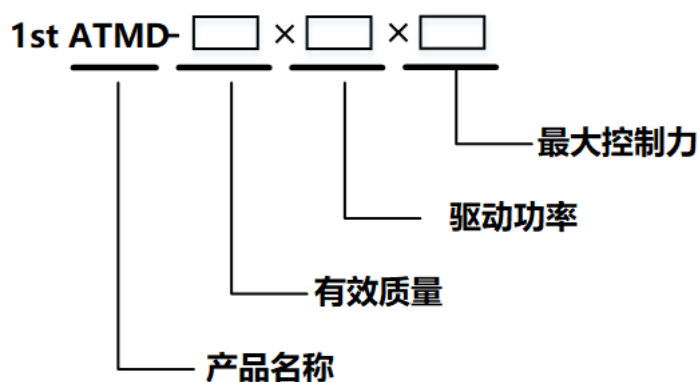 1st ATMD- × ×
最大控制力
驱动功率
有效质量
产品名称